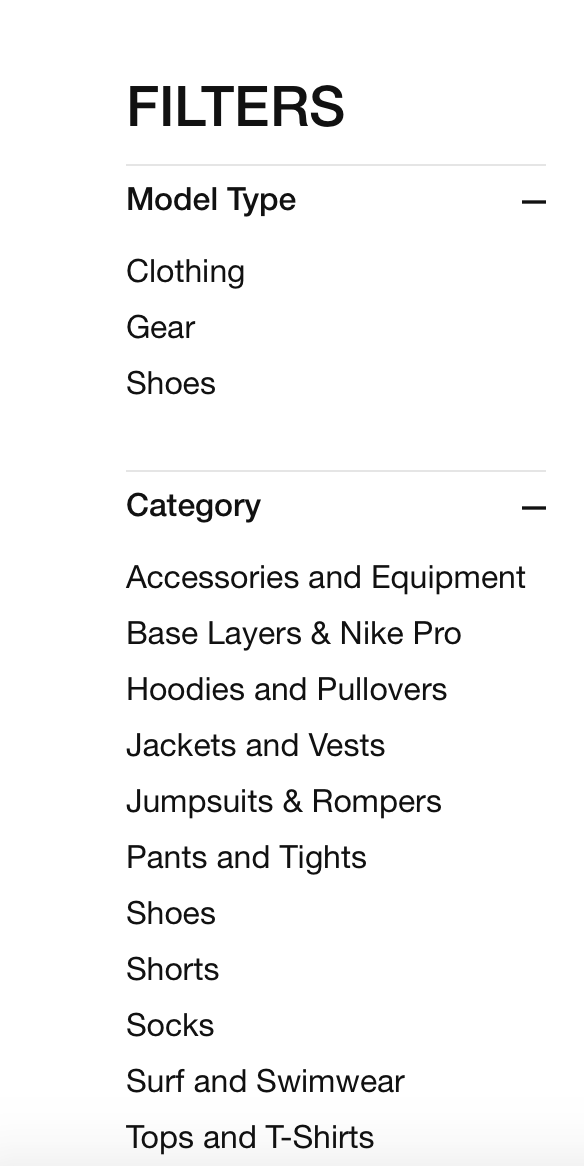 FILTERS
Model Type
Clothing
Gear
Shoes
Category
Accessories and Equipment
Base Layers & Nike Pro
Hoodies and Pullovers
Jackets and Vests
Jumpsuits & Rompers
Pants and Tights
Shoes
Shorts
Socks
Surf and Swimwear
Tops and T-Shirts